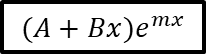 (A + Bx)e^{mx}